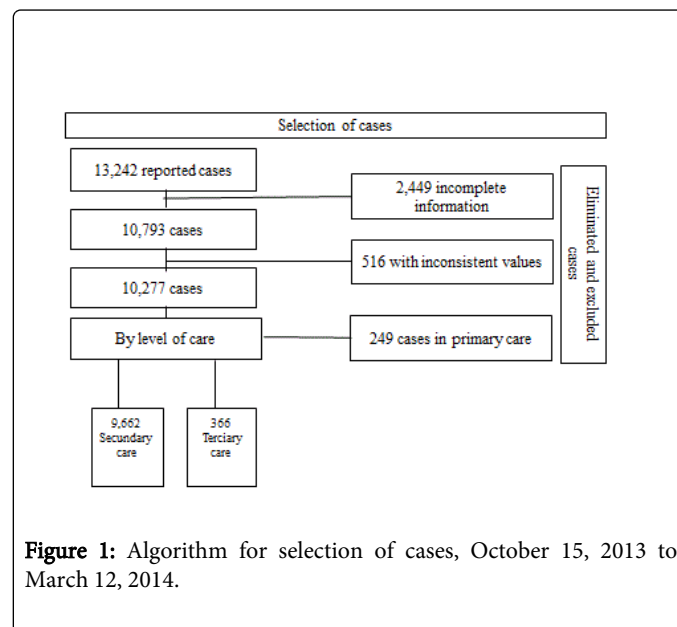 Selection of cases
13,242 reported cases
2,449 incomplete
information
10,793 cases
516 with inconsistent values
10,277 cases
By level of care
249 cases in primary care
Eliminated and excluded
cases
9,662
Secundary
care
366
Terciary
care
Figure 1: Algorithm for selection of cases, October 15, 2013 to
March 12, 2014.